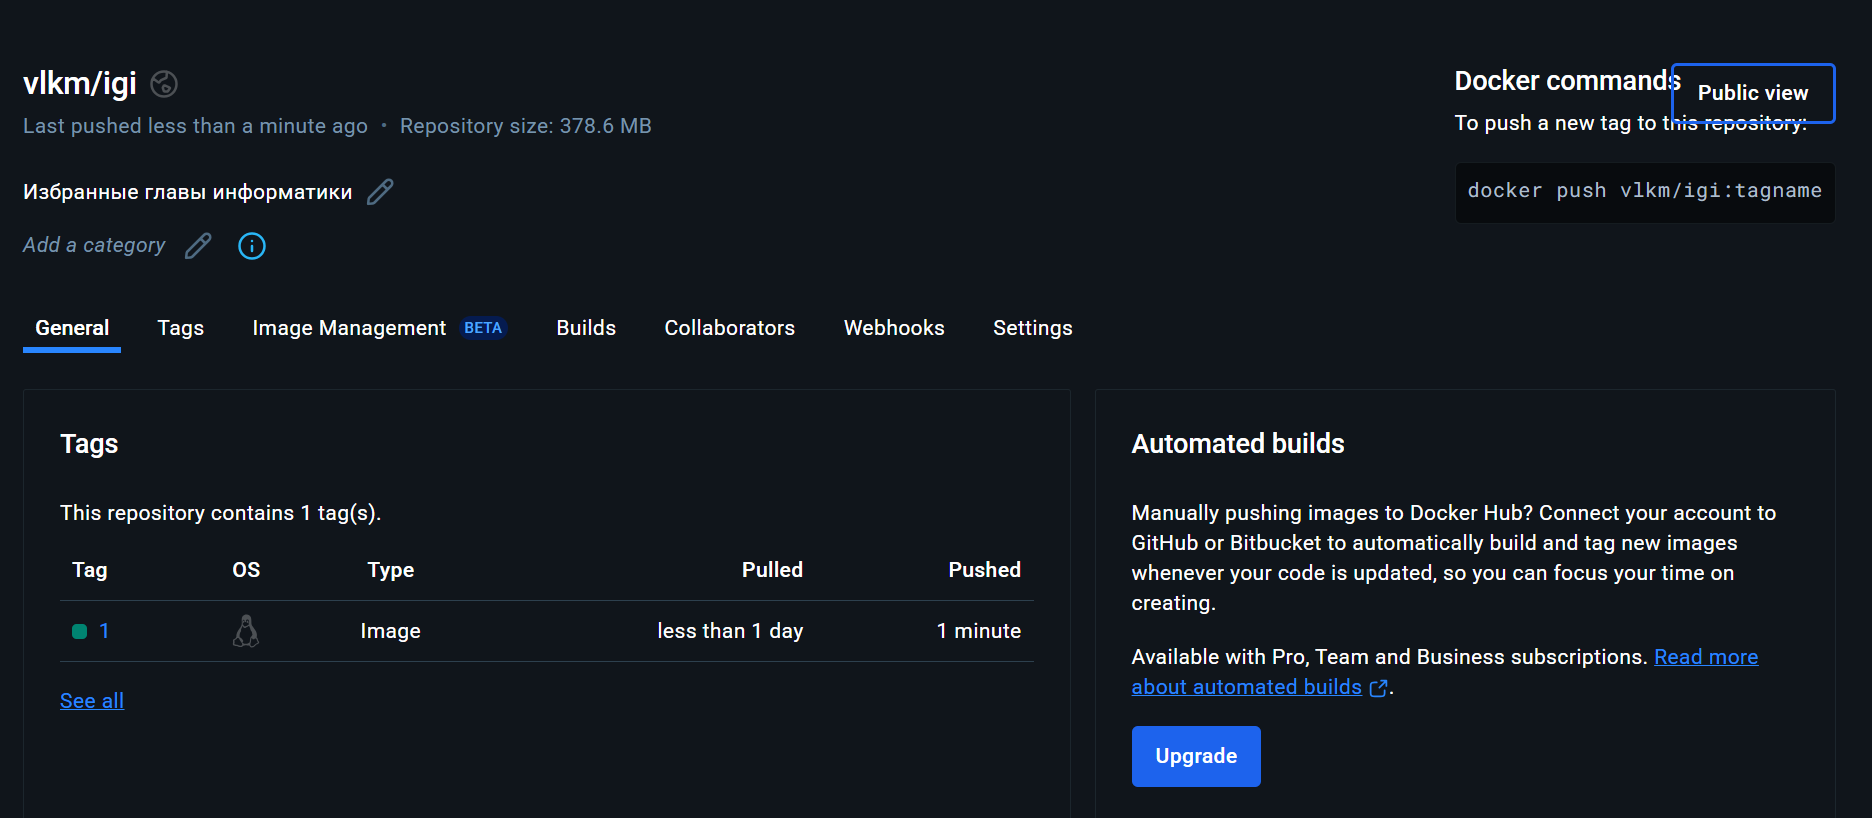 vlkm/igi
Last pushed less than a minute ago • Repository size: 378.6 MB
Избранные главы информатики
Add a category
Docker commands
Public view
To push a new tag to this repository:
docker push vlkm/igi:tagname
General Tags Image Management BETA Builds Collaborators Webhooks Settings
Tags
This repository contains 1 tag(s).
Tag OS Type Pulled Pushed
1 Image less than 1 day 1 minute
See all
Automated builds
Manually pushing images to Docker Hub? Connect your account to
GitHub or Bitbucket to automatically build and tag new images
whenever your code is updated, so you can focus your time on
creating.
Available with Pro, Team and Business subscriptions. Read more
about automated builds.
Upgrade